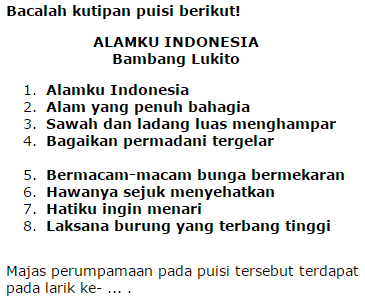 Bacalah kutipan puisi berikut!
ALAMKU INDONESIA
Bambang Lukito
1. Alamku Indonesia
2. Alam yang penuh bahagia
3. Sawah dan ladang luas menghampar
4. Bagaikan permadani tergelar
5. Bermacam-macam bunga bermekaran
6. Hawanya sejuk menyehatkan
7. Hatiku ingin menari
8. Laksana burung yang terbang tinggi
Majas perumpamaan pada puisi tersebut terdapat
pada larik ke- ... .